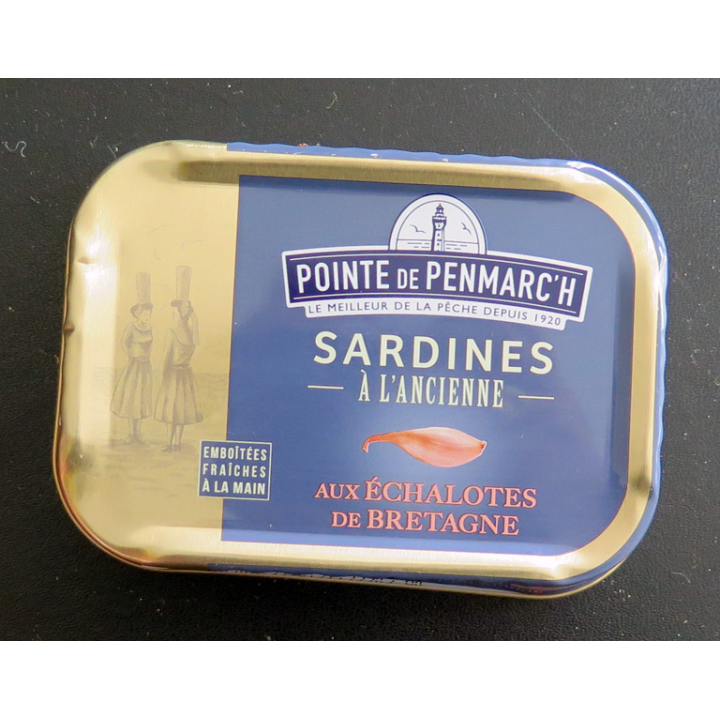 POINTE DE PENMARC'H
LE MEILLEUR DE LA PÊCHE DEPUIS 1920
SARDINES
À L'ANCIENNE
EMBOÎTÉES
FRAÎCHES
À LA MAIN
AUX ÉCHALOTES
DE BRETAGNE